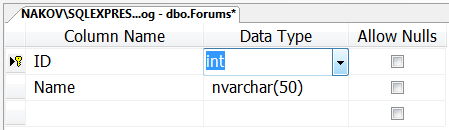 NAKOV\SQLEXPRES...og - dbo.Forums*
Column Name Data Type Allow Nulls
ID int
Name nvarchar(50)